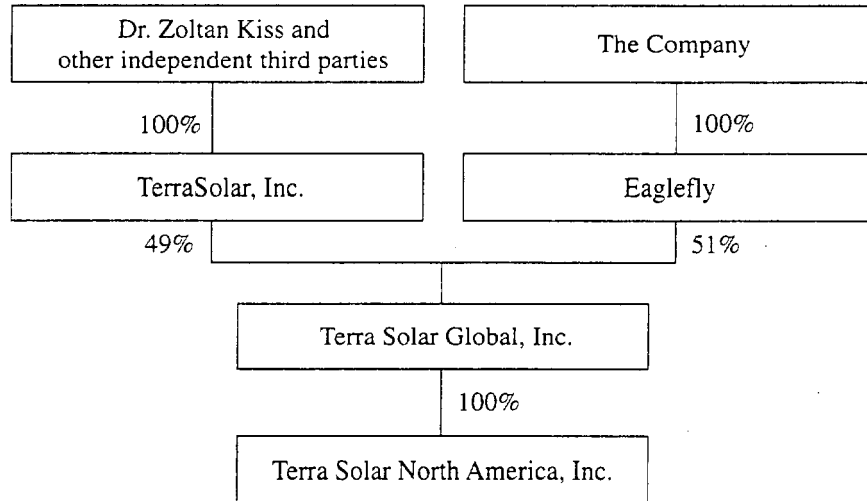 Dr. Zoltan Kiss and
other independent third parties
The Company
100%
100%
TerraSolar, Inc.
Eaglefly
49%
51%
Terra Solar Global, Inc.
100%
Terra Solar North America, Inc.